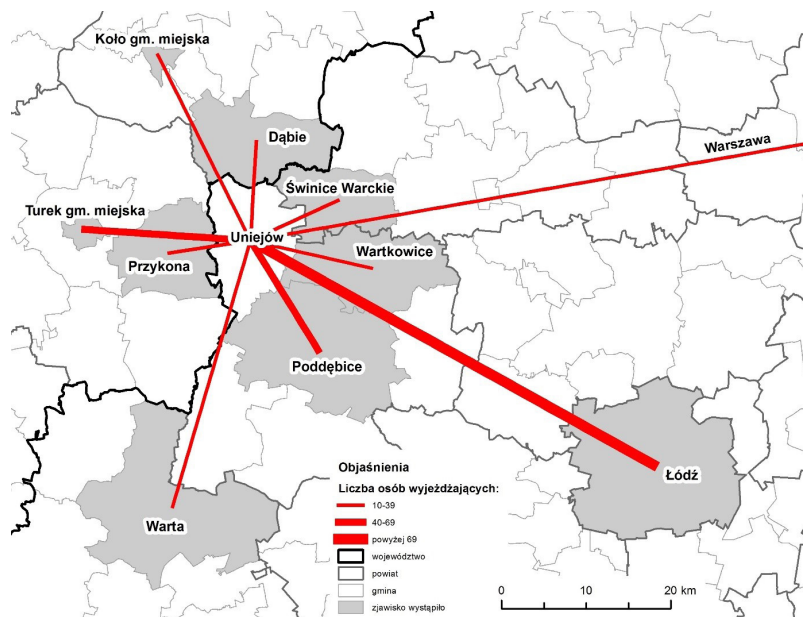 Koło gm. miejska
Dąbie
Warszawa
Świnice Warckie
Turek gm. miejska
Uniejów
Wartkowice
Przykona
Poddębice
Łódź
Warta
Objaśnienia
Liczba osób wyjeżdżających:
10-39
40-69
powyżej 69
województwo
powiat
gmina
zjawisko wystąpiło
0 10 20 km